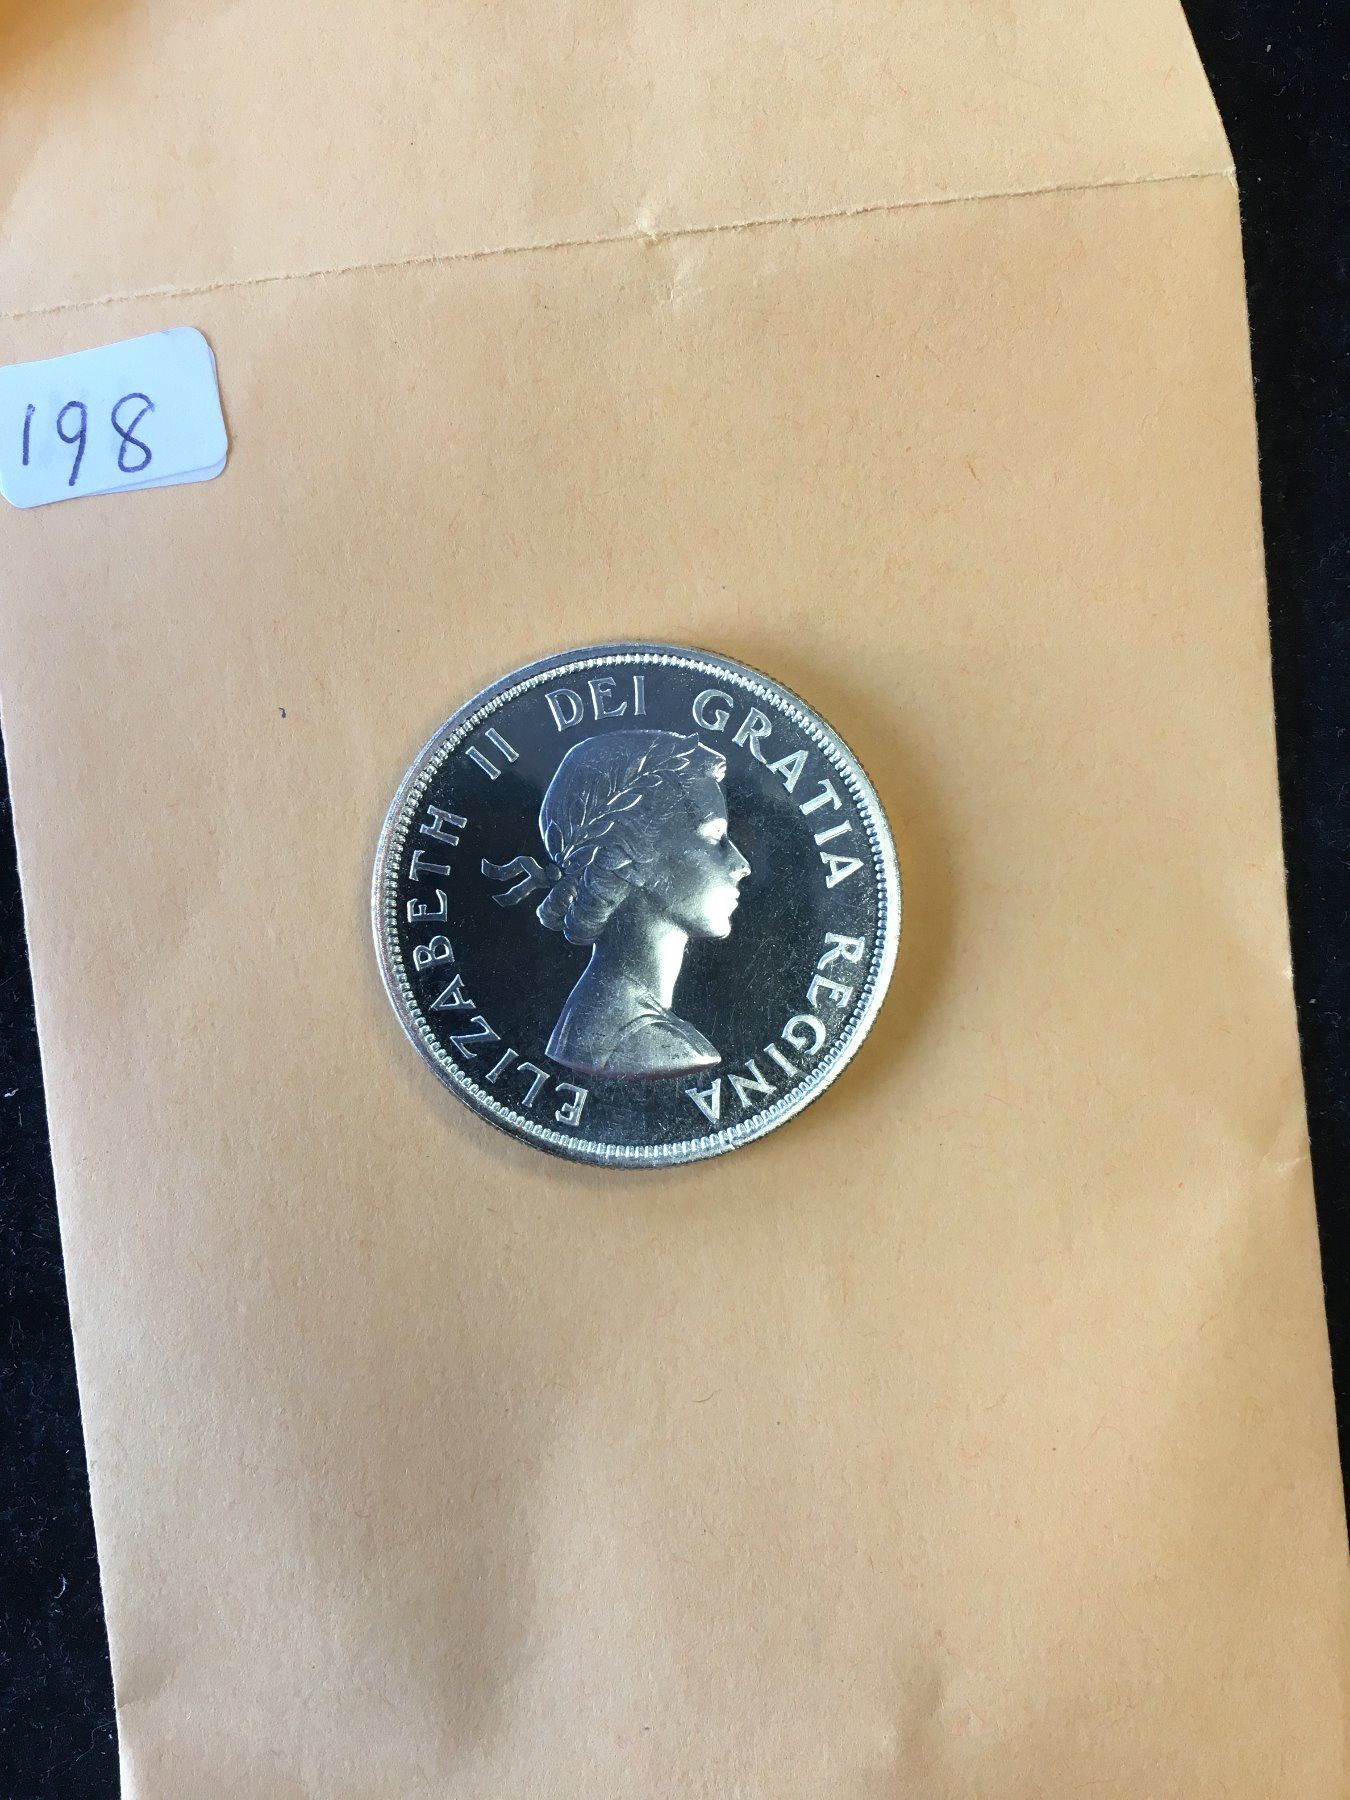 198
ELIZABETH II DEI GRATIA REGINA